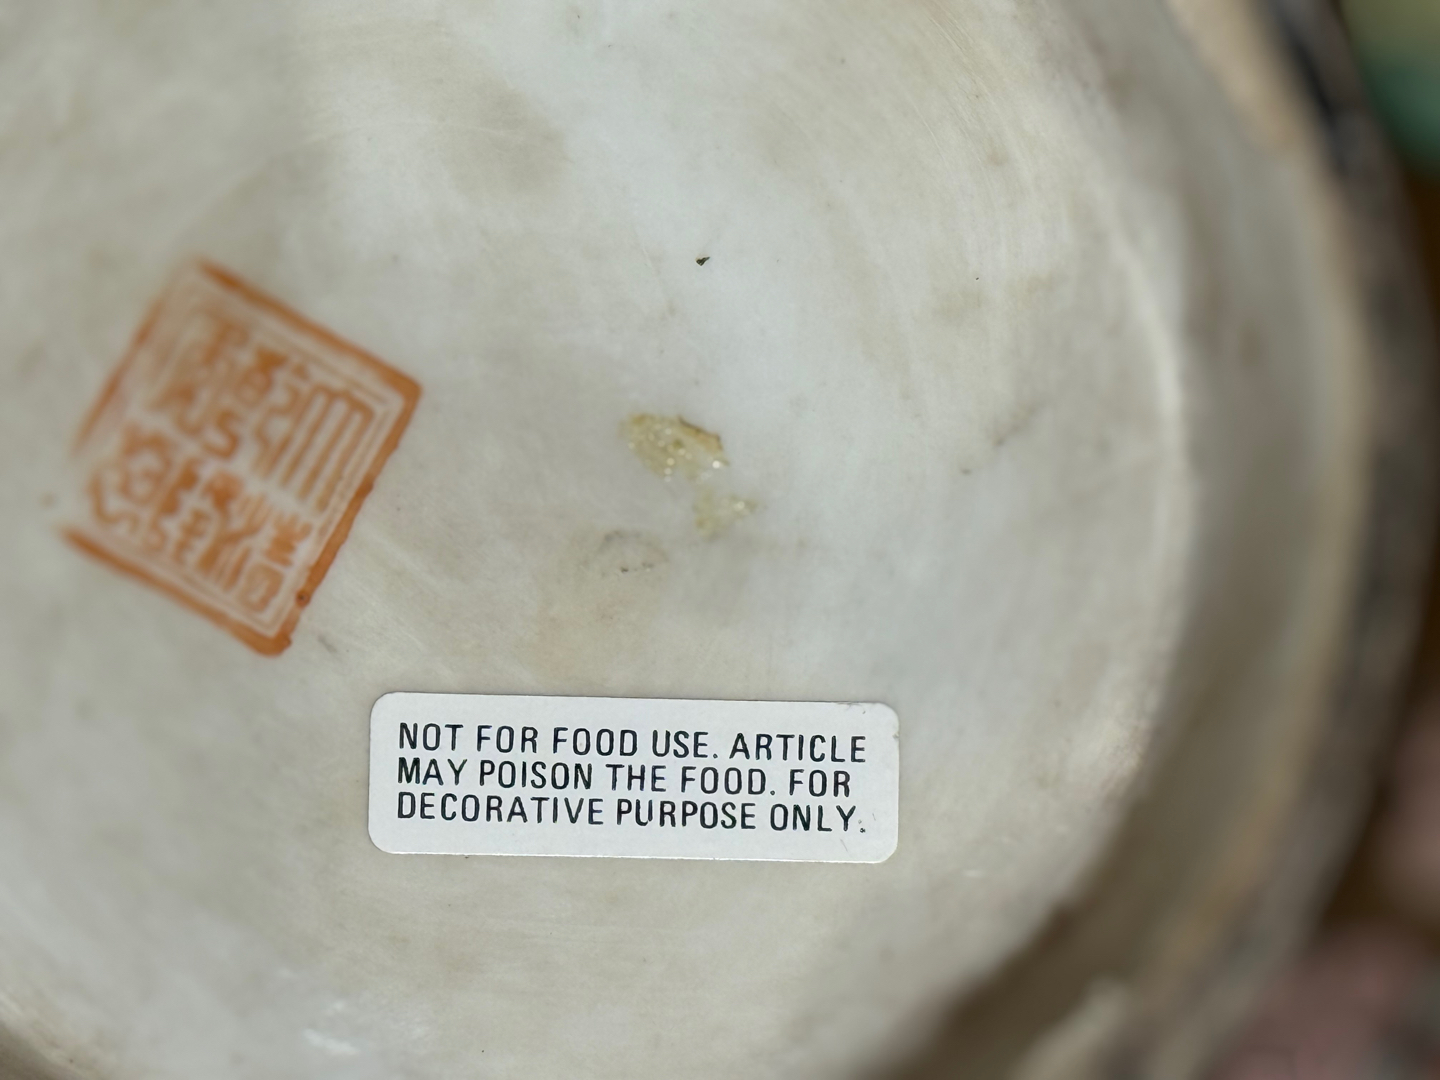 NOT FOR FOOD USE. ARTICLE
MAY POISON THE FOOD. FOR
DECORATIVE PURPOSE ONLY.